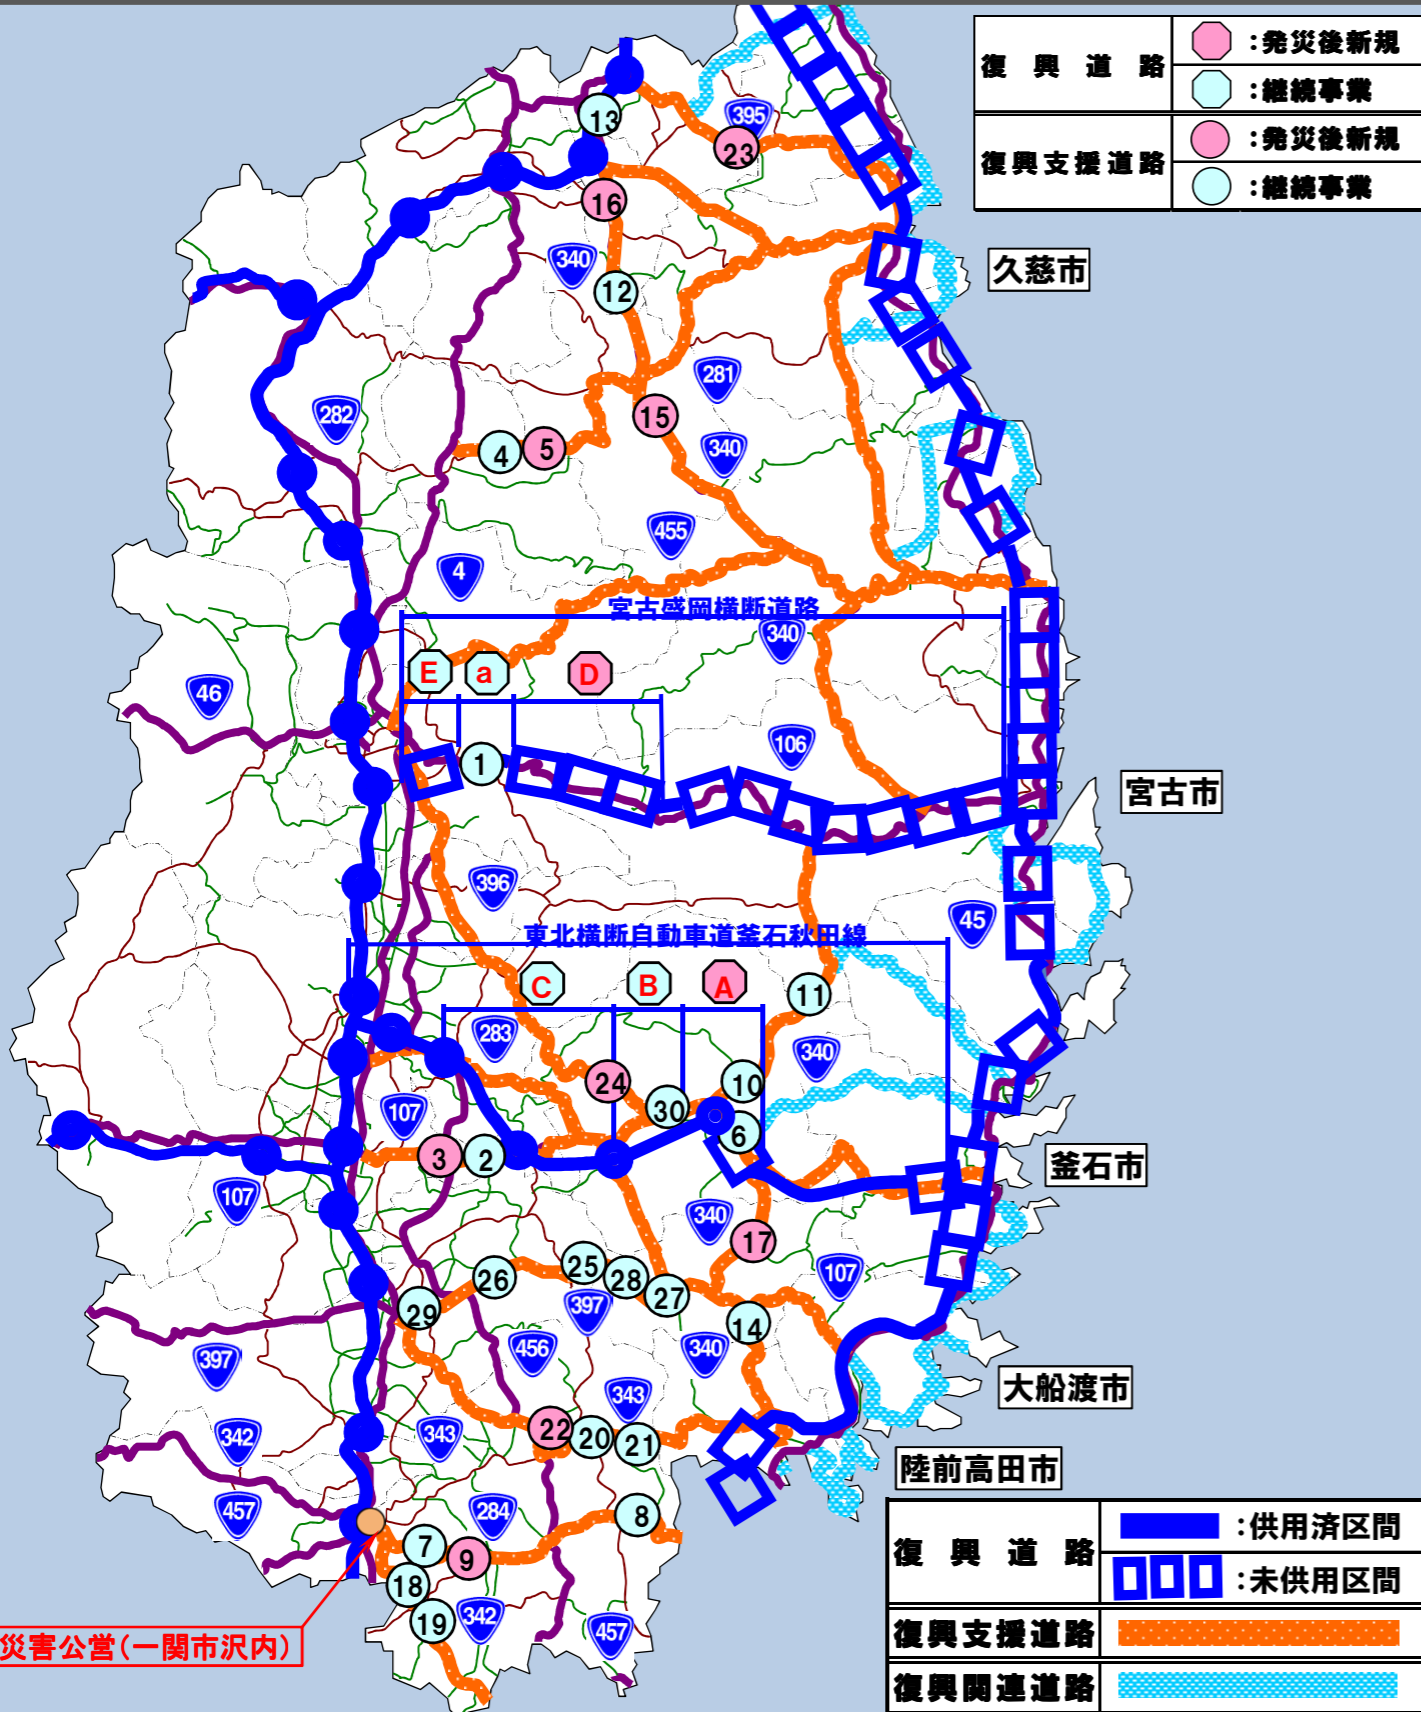 復興道路
：発災後新規
：継続事業
復興支援道路
：発災後新規
：継続事業
13
395
23
16
340
12
久慈市
281
282
15
4
5
340
455
4
宮古盛岡横断道路
340
E
a
D
46
106
1
宮古市
396
45
東北横断自動車道釜石秋田線
C
B
A
11
283
340
24
10
107
30
6
3
2
釜石市
107
340
17
25
107
26
28
27
29
397
14
456
340
397
大船渡市
343
22
342
343
20
21
陸前高田市
457
284
8
7
9
18
342
19
457
災害公営(一関市沢内)
復興道路
：供用済区間
：未供用区間
復興支援道路
復興関連道路